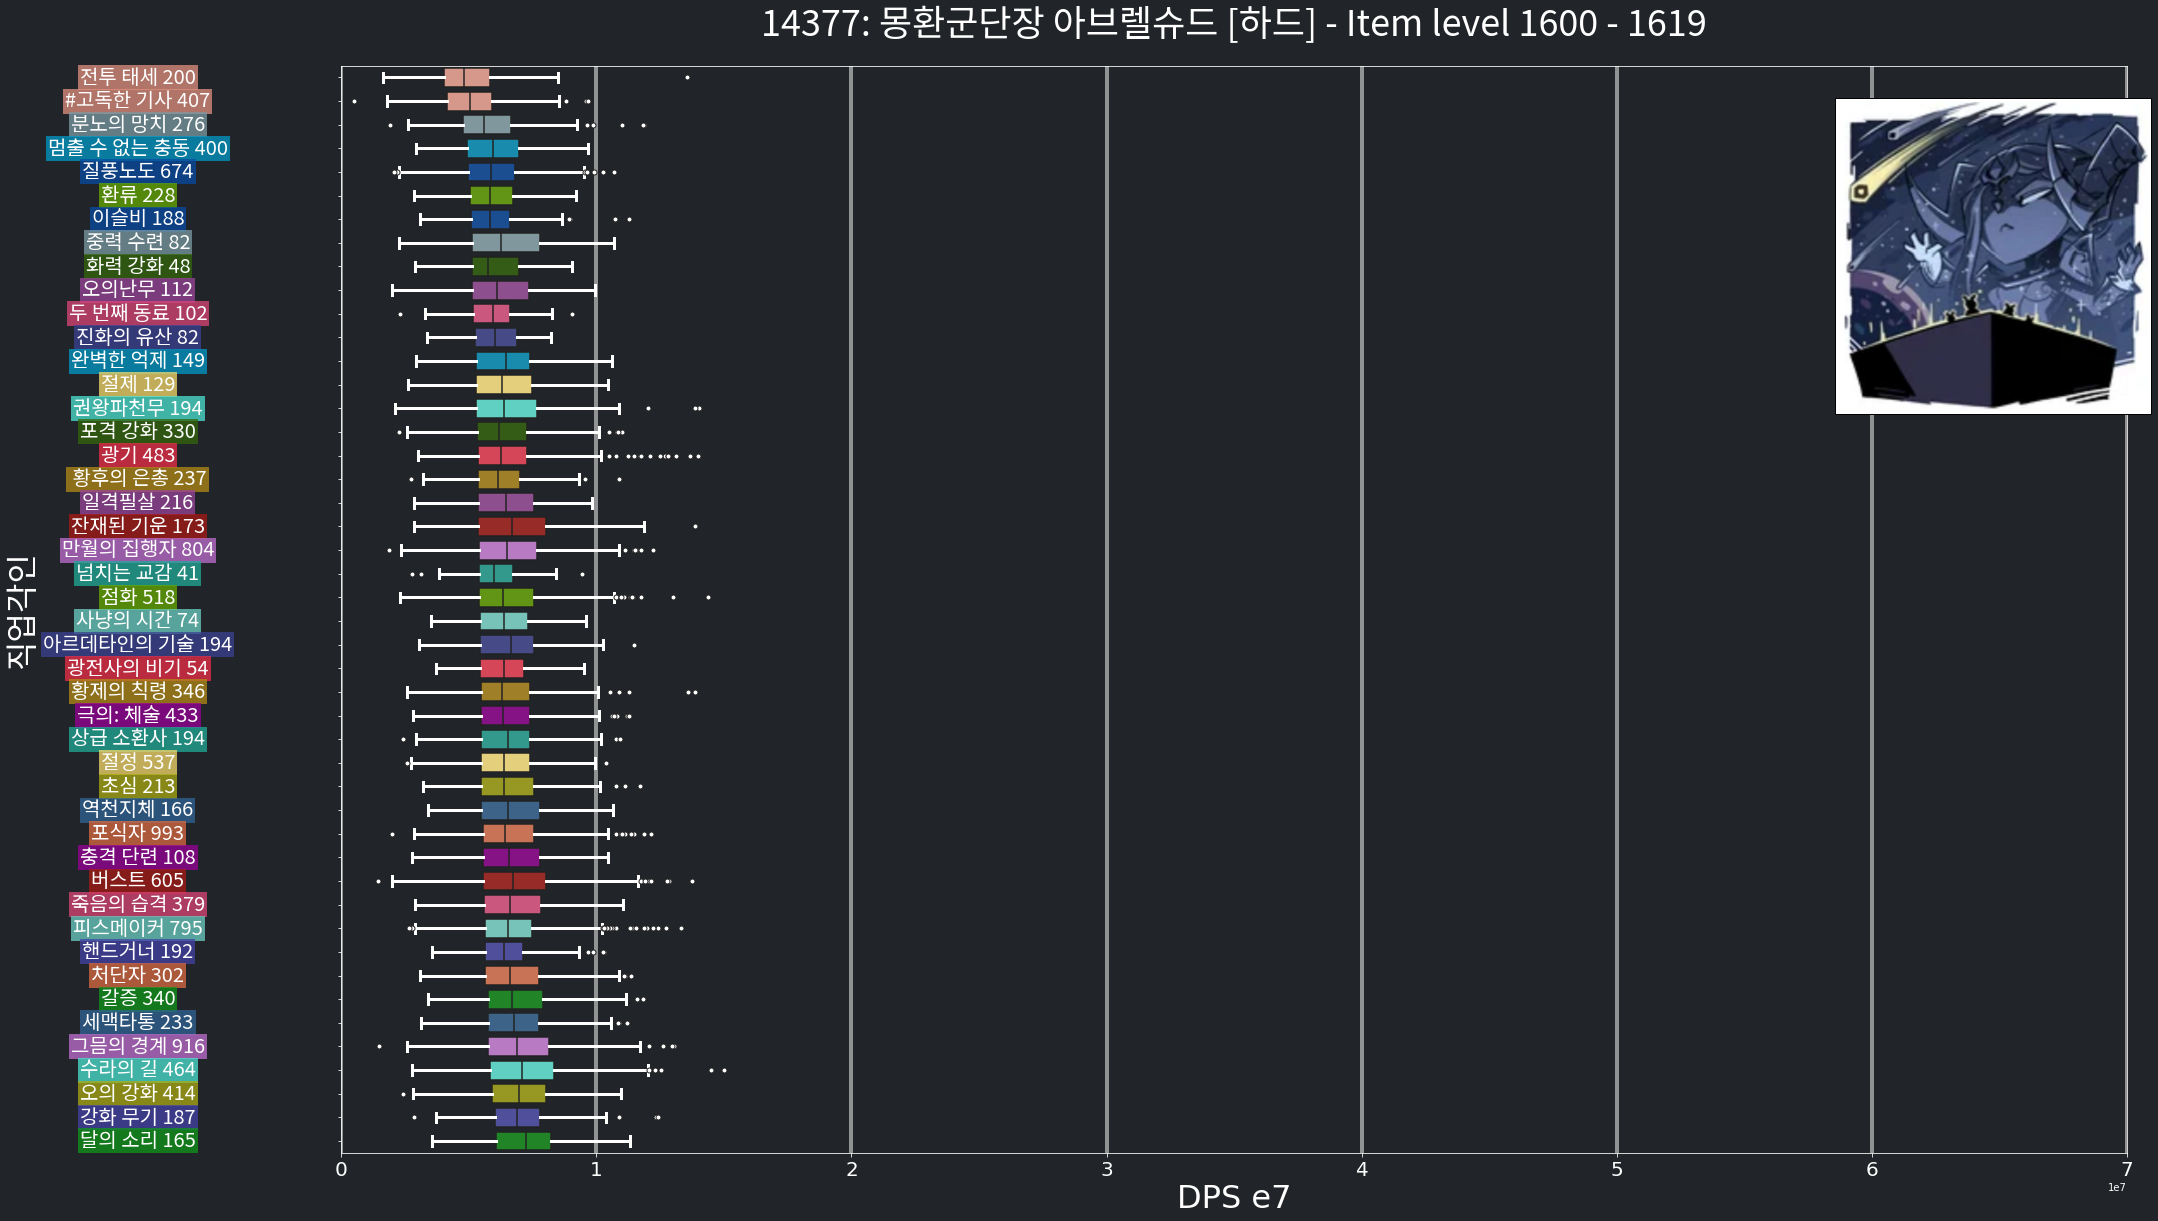 14377: 몽환군단장 아브렐슈드 [하드] - Item level 1600 - 1619
전투 태세 200
#고독한 기사 407
분노의 망치 276
멈출 수 없는 충동 400
질풍노도 674
환류 228
이슬비 188
중력 수련 82
화력 강화 48
오의난무 112
두 번째 동료 102
진화의 유산 82
완벽한 억제 149
절제 129
권왕파천무 194
포격 강화 330
광기 483
황후의 은총 237
일격필살 216
잔재된 기운 173
만월의 집행자 804
넘치는 교감 41
점화 518
사냥의 시간 74
아르데타인의 기술 194
광전사의 비기 54
황제의 칙령 346
극의: 체술 433
상급 소환사 194
절정 537
초심 213
역천지체 166
포식자 993
충격 단련 108
버스트 605
죽음의 습격 379
피스메이커 795
핸드거너 192
처단자 302
갈증 340
세맥타통 233
그믐의 경계 916
수라의 길 464
오의 강화 414
강화 무기 187
달의 소리 165
직업각인
0 1 2 3 4 5 6 7
1e7
DPS e7